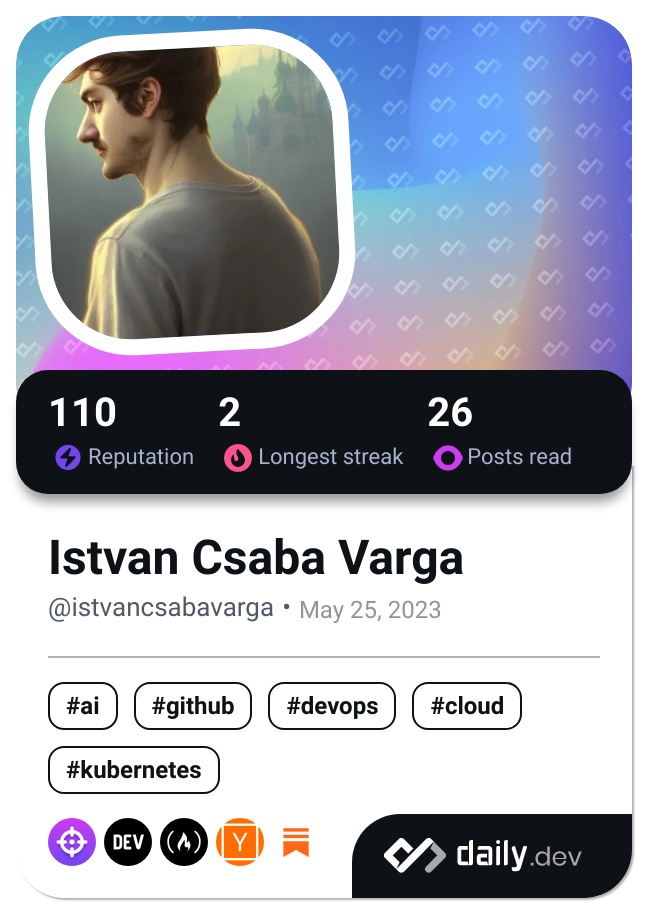 110 2 26
Reputation Longest streak Posts read
Istvan Csaba Varga
@istvancsabavarga • May 25, 2023
#ai #github #devops #cloud
#kubernetes
DEV Y daily.dev